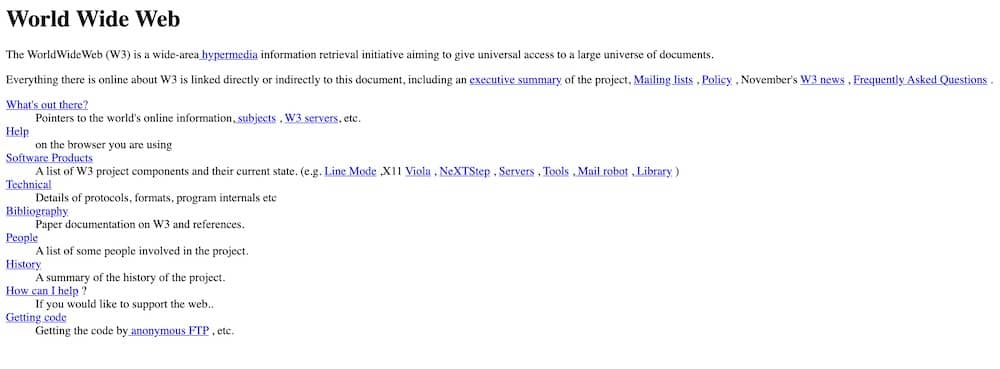 World Wide Web
The WorldWideWeb (W3) is a wide-area hypermedia information retrieval initiative aiming to give universal access to a large universe of documents.
Everything there is online about W3 is linked directly or indirectly to this document, including an executive summary of the project, Mailing lists , Policy , November's W3 news , Frequently Asked Questions .
What's out there?
Pointers to the world's online information, subjects , W3 servers, etc.
Help
on the browser you are using
Software Products
A list of W3 project components and their current state. (e.g. Line Mode ,X11 Viola , NeXTStep , Servers , Tools , Mail robot , Library )
Technical
Details of protocols, formats, program internals etc
Bibliography
Paper documentation on W3 and references.
People
A list of some people involved in the project.
History
A summary of the history of the project.
How can I help ?
If you would like to support the web..
Getting code
Getting the code by anonymous FTP , etc.